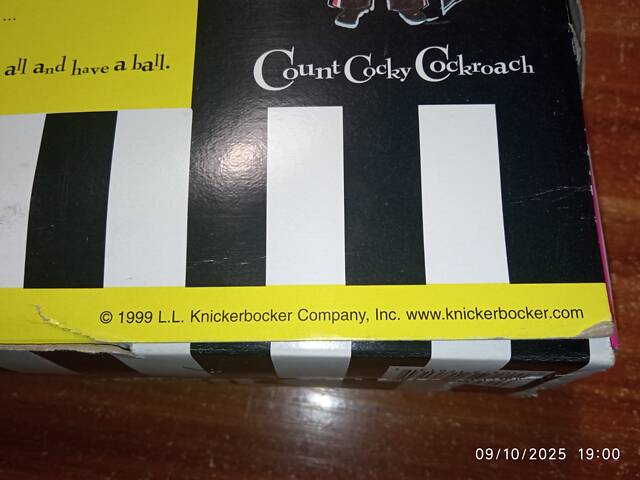 ...
all and have a ball.
Count Cocky Cockroach
© 1999 L.L. Knickerbocker Company, Inc. www.knickerbocker.com
09/10/2025 19:00